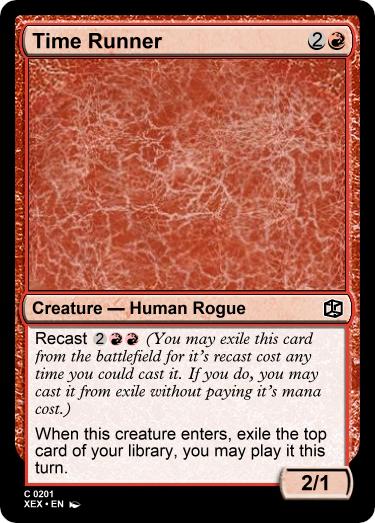 Time Runner 2
Creature — Human Rogue
Recast 2 (You may exile this card
from the battlefield for it's recast cost any
time you could cast it. If you do, you may
cast it from exile without paying it's mana
cost.)
When this creature enters, exile the top
card of your library, you may play it this
turn.
2/1
C 0201
XEX • EN